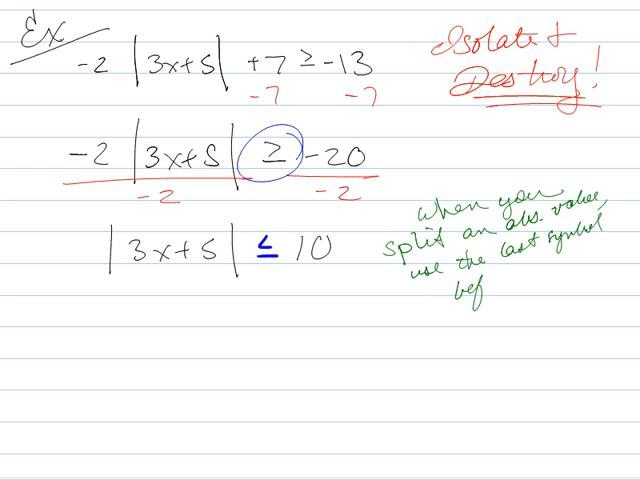 Ex
-2 |3x+5| +7 ≥ -13
-7 -7
Isolate &
Destroy!
-2 |3x+5| ≥ -20
-2 -2
|3x+5| ≤ 10
when you
split an abs. value,
use the last symbol
bef